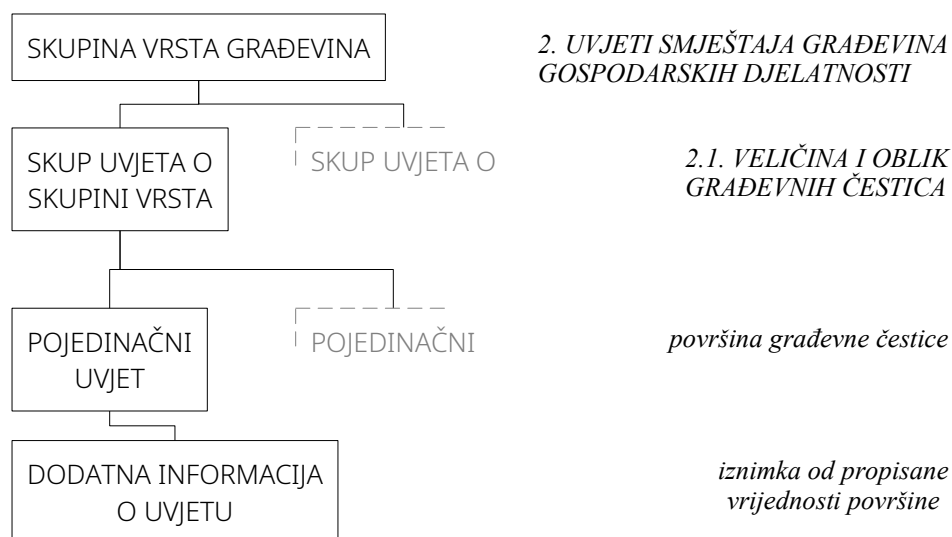 SKUPINA VRSTA GRAĐEVINA
2. UVJETI SMJEŠTAJA GRAĐEVINA
GOSPODARSKIH DJELATNOSTI
SKUP UVJETA O
SKUPINI VRSTA
SKUP UVJETA O
2.1. VELIČINA I OBLIK
GRAĐEVNIH ČESTICA
POJEDINAČNI
UVJET
POJEDINAČNI
površina građevne čestice
DODATNA INFORMACIJA
O UVJETU
iznimka od propisane
vrijednosti površine